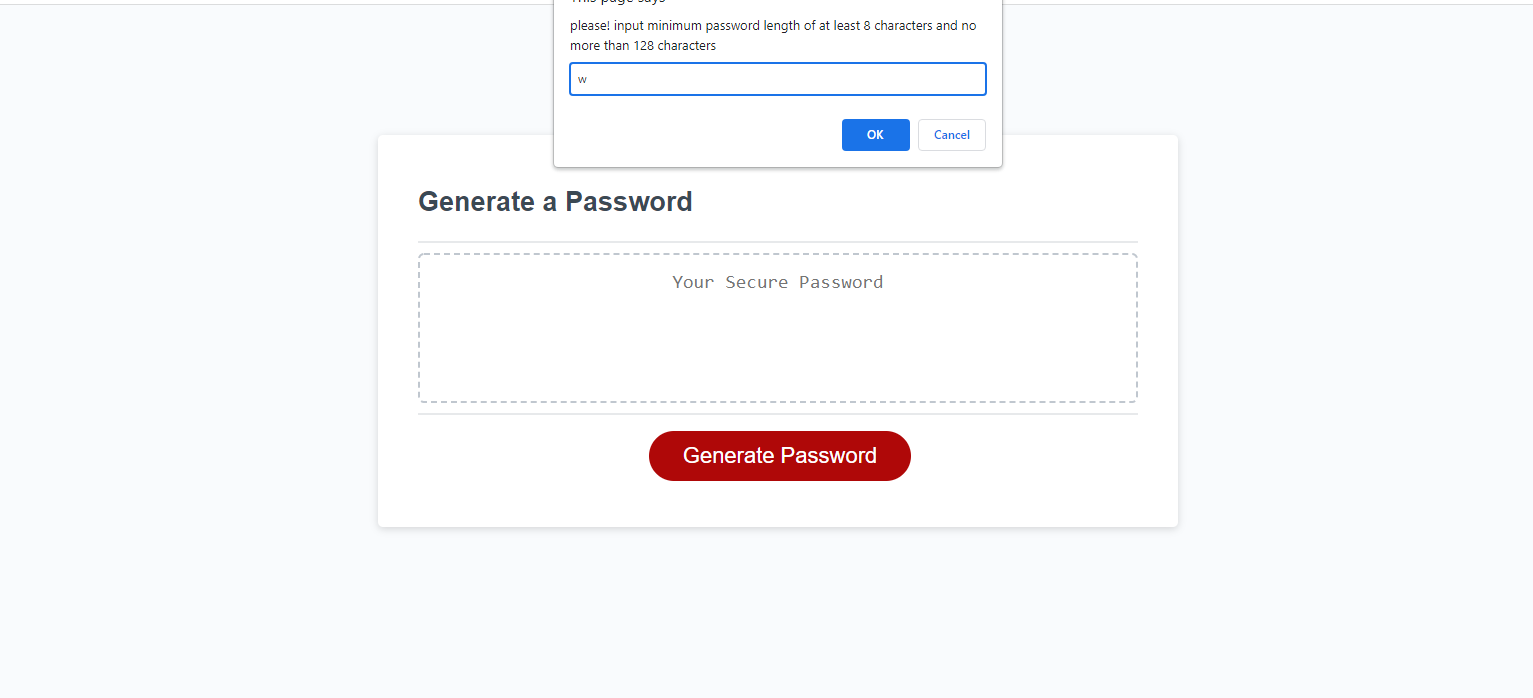 This page says
please! input minimum password length of at least 8 characters and no
more than 128 characters
w
OK
Cancel
Generate a Password
Your Secure Password
Generate Password